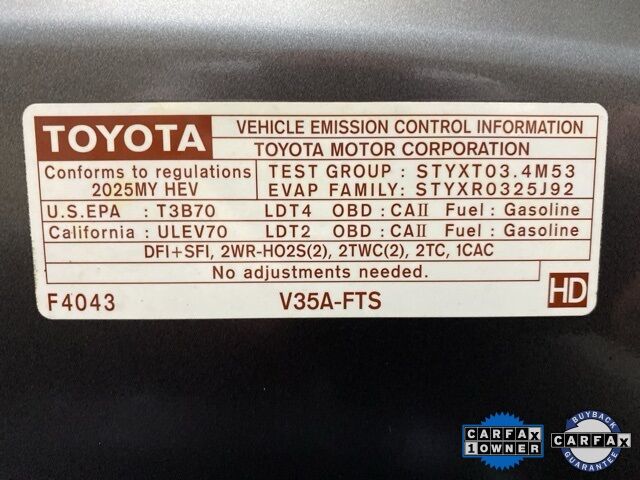 TOYOTA
VEHICLE EMISSION CONTROL INFORMATION
TOYOTA MOTOR CORPORATION
Conforms to regulations
2025MY HEV
TEST GROUP : STYXT03.4M53
EVAP FAMILY: STYXR0325J92
U.S.EPA : T3B70 LDT4 OBD : CAII Fuel : Gasoline
California : ULEV70 LDT2 OBD : CAII Fuel : Gasoline
DFI+SFI, 2WR-HO2S(2), 2TWC(2), 2TC, 1CAC
No adjustments needed.
F4043 V35A-FTS HD
CARFAX
1 OWNER
BUYBACK
CARFAX
GUARANTEE